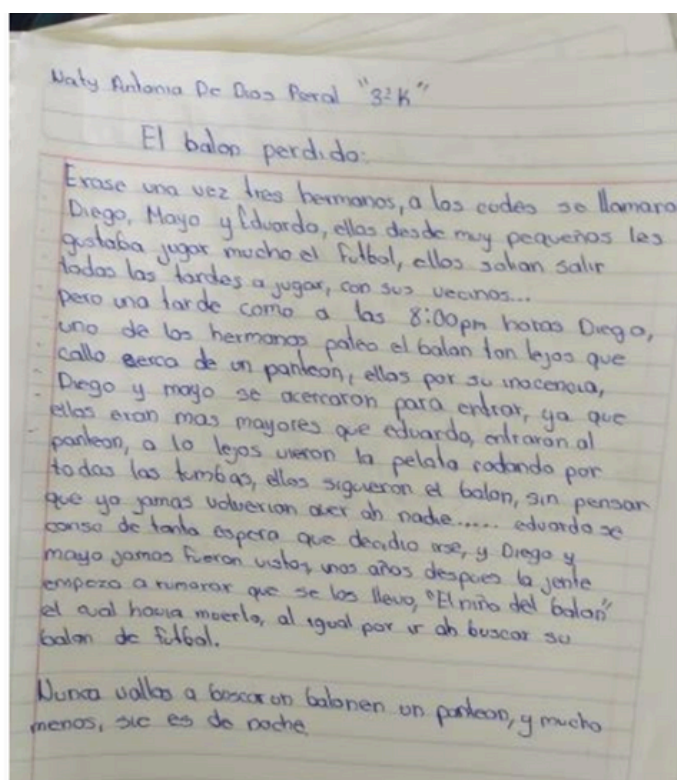 Naty Antonia De Dios Peral "3² K"
El balon perdido:
Erase una vez tres hermanos, a los cuales se llamaro
Diego, Mayo y Eduardo, ellos desde muy pequeños les
gustaba jugar mucho el futbol, ellos salian salir
todas las tardes a jugar, con sus vecinos...
pero una tarde como a las 8:00pm horas Diego,
uno de los hermanos pateo el balon tan lejos que
callo serca de un panteon, ellos por su inocencia,
Diego y mayo se acercaron para entrar, ya que
ellos eran mas mayores que eduardo, entraron al
panteon, a lo lejos vieron la pelota rodando por
todas las tumbas, ellos siguieron el balon, sin pensar
que ya jamas volverian aver ah nadie...... eduardo se
canso de tanta espera que decidio irse, y Diego y
mayo jamas fueron vistos, unos años despues la jente
empezo a rumorar que se los llevo, "El niño del balon"
el cual havia muerto, al igual por ir ah buscar su
balon de futbol.
Nunca vallas a buscar un balonen un panteon, y mucho
menos, sie es de noche